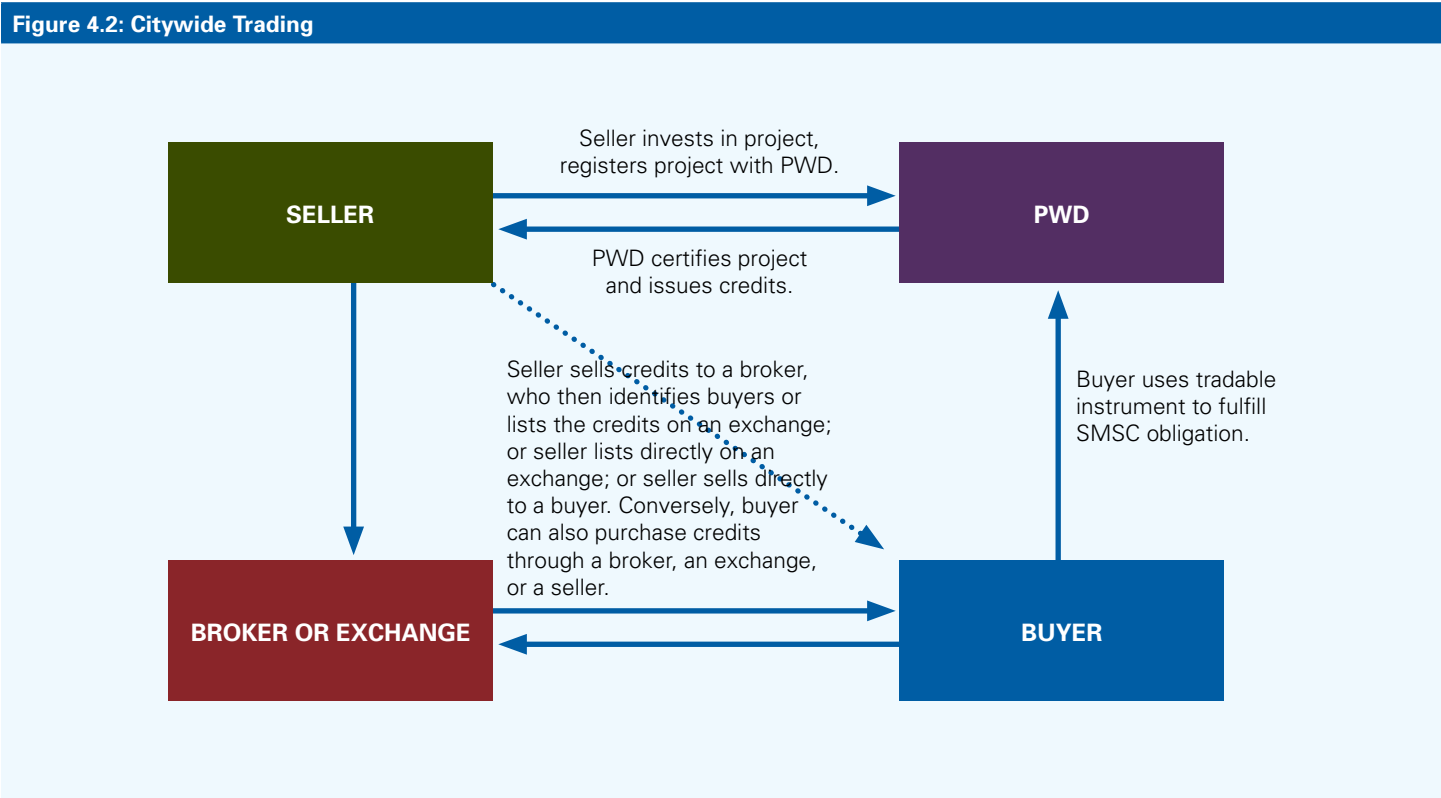 Figure 4.2: Citywide Trading
Seller invests in project,
registers project with PWD.
SELLER
PWD
PWD certifies project
and issues credits.
Seller sells credits to a broker,
who then identifies buyers or
lists the credits on an exchange;
or seller lists directly on an
exchange; or seller sells directly
to a buyer. Conversely, buyer
can also purchase credits
through a broker, an exchange,
or a seller.
Buyer uses tradable
instrument to fulfill
SMSC obligation.
BROKER OR EXCHANGE
BUYER